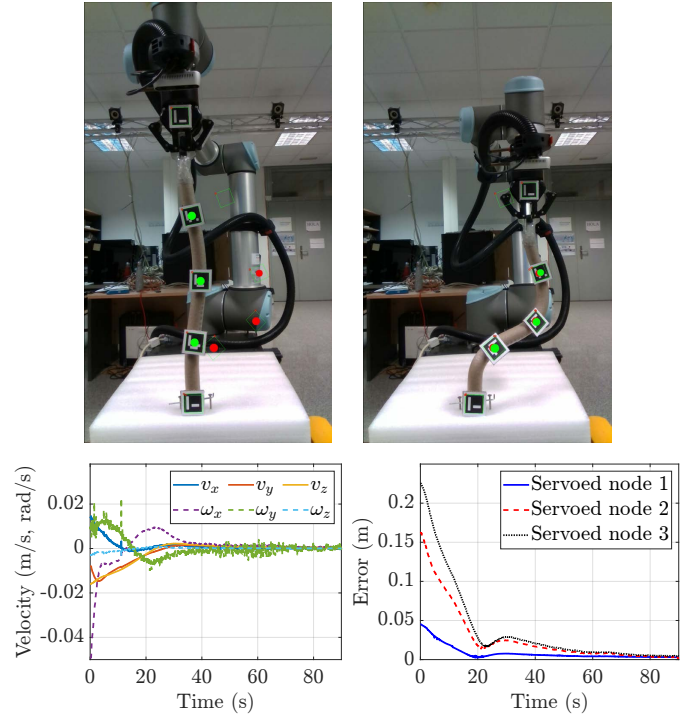 0.02
0
-0.02
-0.04
0
20
40
60
80
Velocity (m/s, rad/s)
Time (s)
v_x
v_y
v_z
ω_x
ω_y
ω_z
0.2
0.15
0.1
0.05
0
0
20
40
60
80
Error (m)
Time (s)
Servoed node 1
Servoed node 2
Servoed node 3